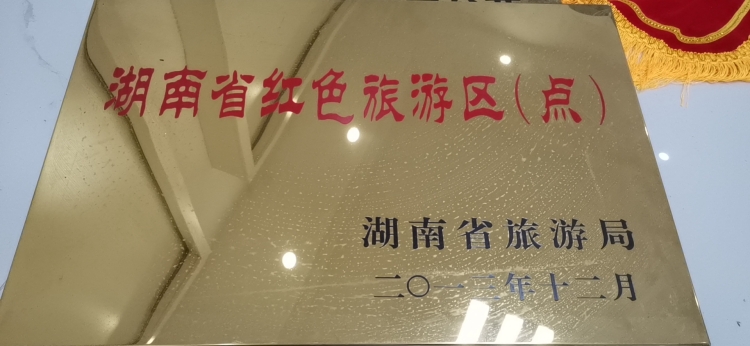 湖南省红色旅游区(点)
湖南省旅游局
二〇一三年十二月